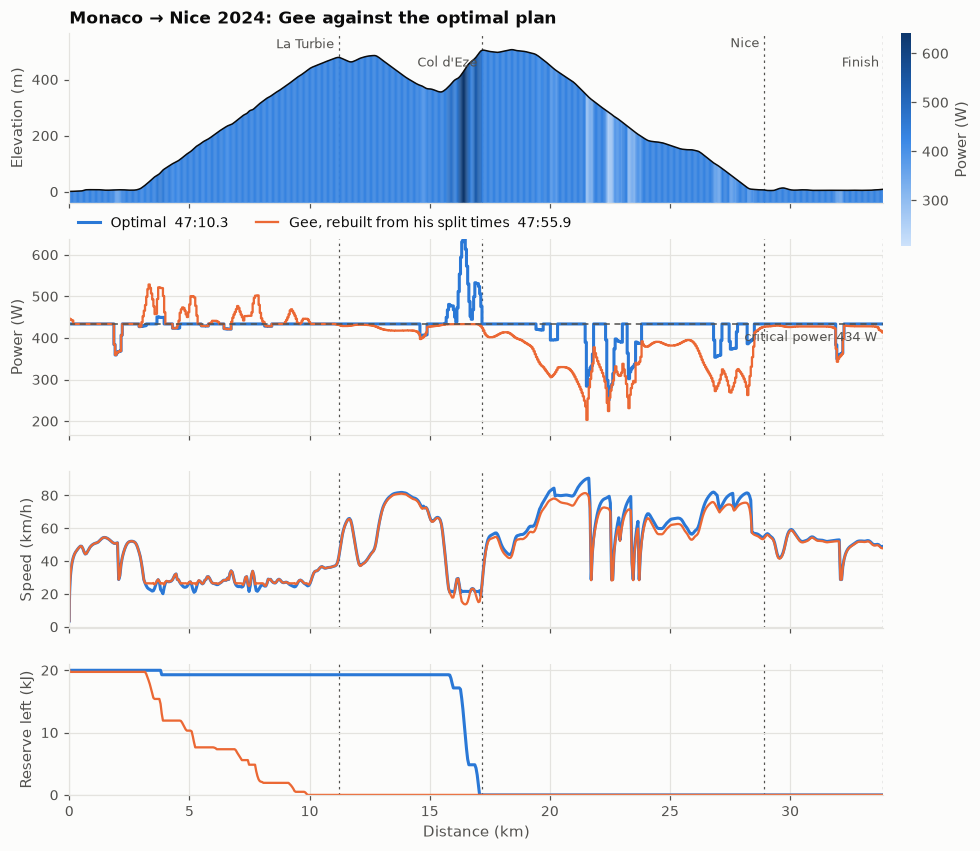 Monaco → Nice 2024: Gee against the optimal plan
La Turbie
Col d'Eze
Nice
Finish
Elevation (m)
400
200
0
600
500
400
300
Power (W)
Optimal 47:10.3
Gee, rebuilt from his split times 47:55.9
Power (W)
600
500
400
300
200
critical power 434 W
Speed (km/h)
80
60
40
20
0
Reserve left (kJ)
20
10
0
0 5 10 15 20 25 30
Distance (km)